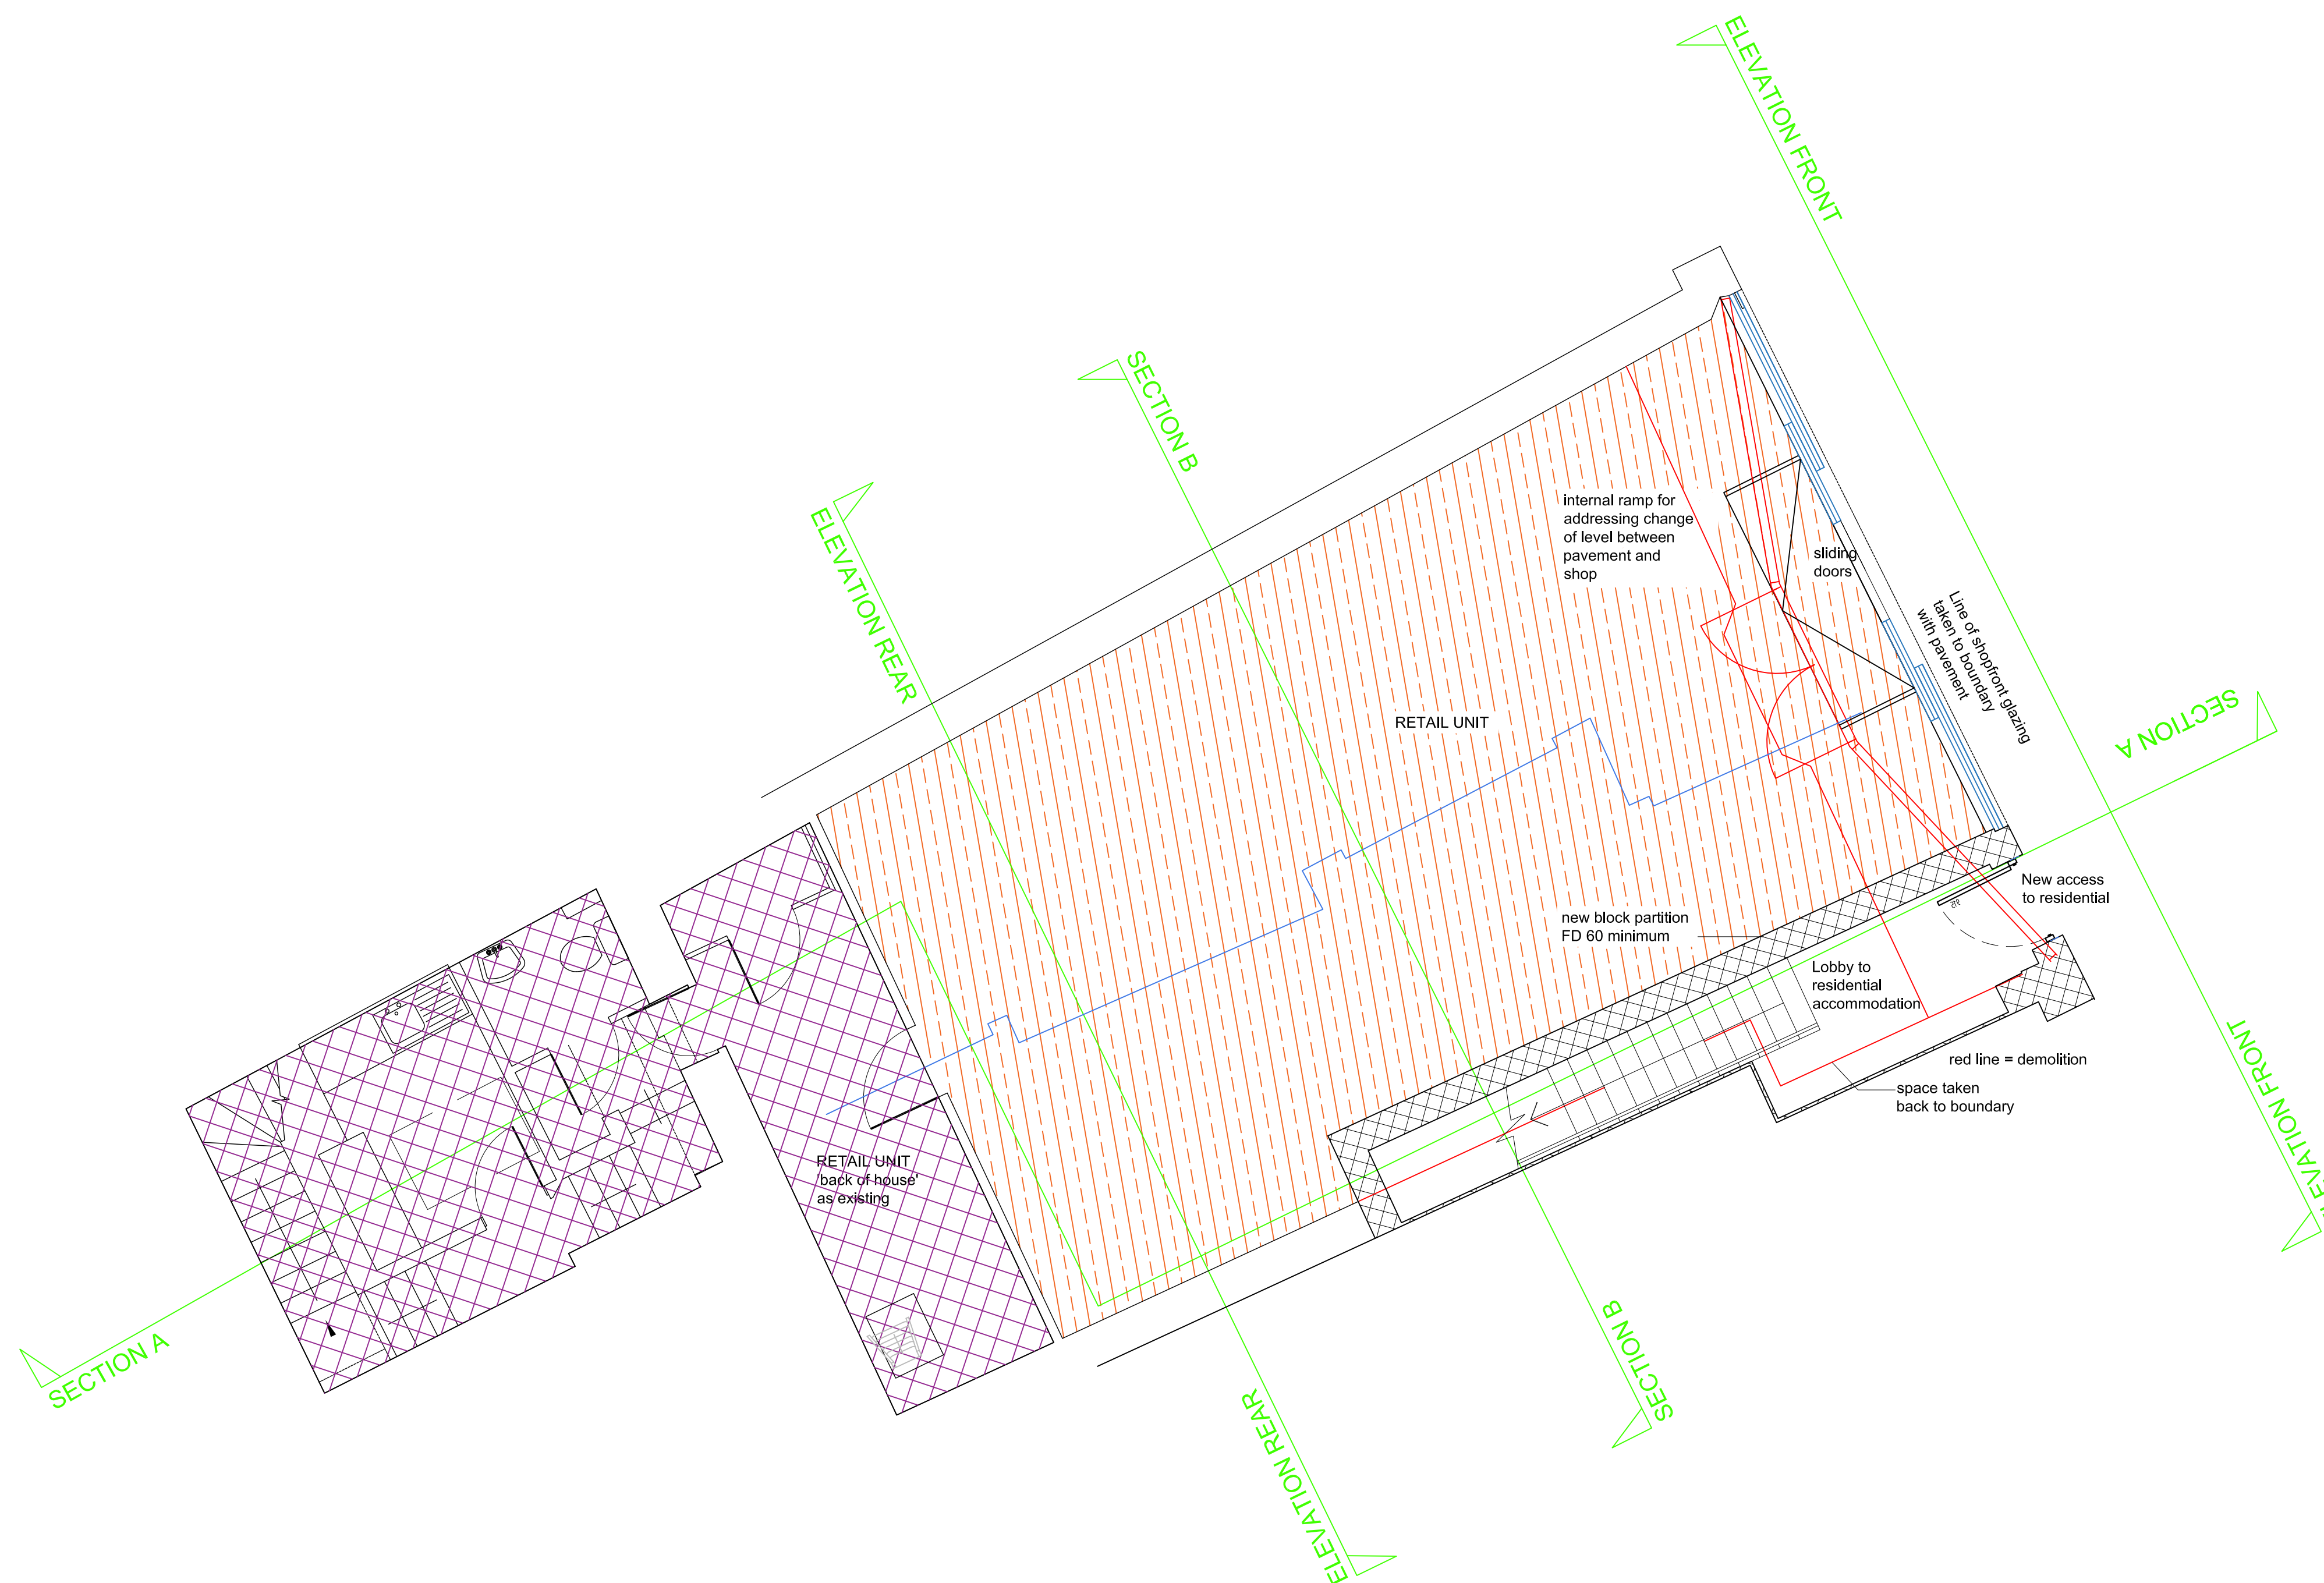 ELEVATION FRONT
SECTION B
ELEVATION REAR
internal ramp for
addressing change
of level between
pavement and
shop
sliding
doors
Line of shopfront glazing
taken to boundary
with pavement
SECTION A
RETAIL UNIT
New access
to residential
new block partition
FD 60 minimum
Lobby to
residential
accommodation
red line = demolition
space taken
back to boundary
RETAIL UNIT
'back of house'
as existing
SECTION A
SECTION B
ELEVATION REAR
ELEVATION FRONT